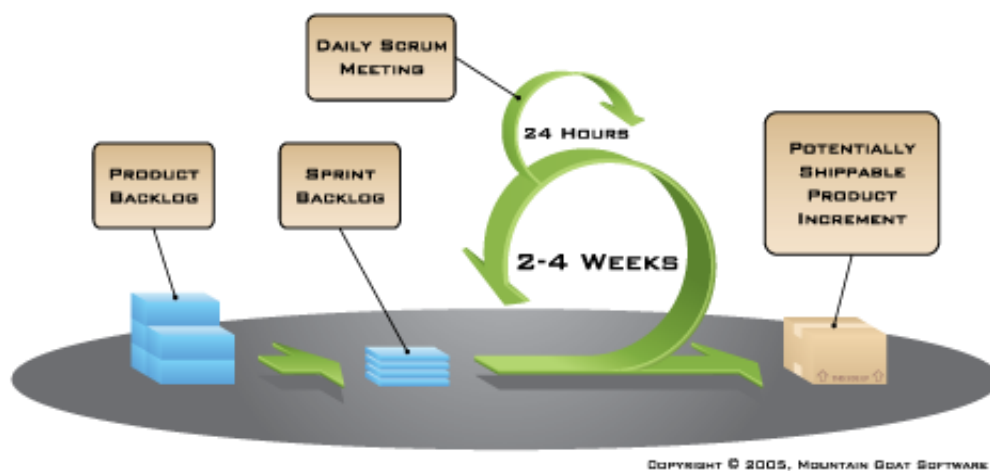 DAILY SCRUM
MEETING
24 HOURS
PRODUCT
BACKLOG
SPRINT
BACKLOG
2-4 WEEKS
POTENTIALLY
SHIPPABLE
PRODUCT
INCREMENT
COPYRIGHT © 2005, MOUNTAIN GOAT SOFTWARE